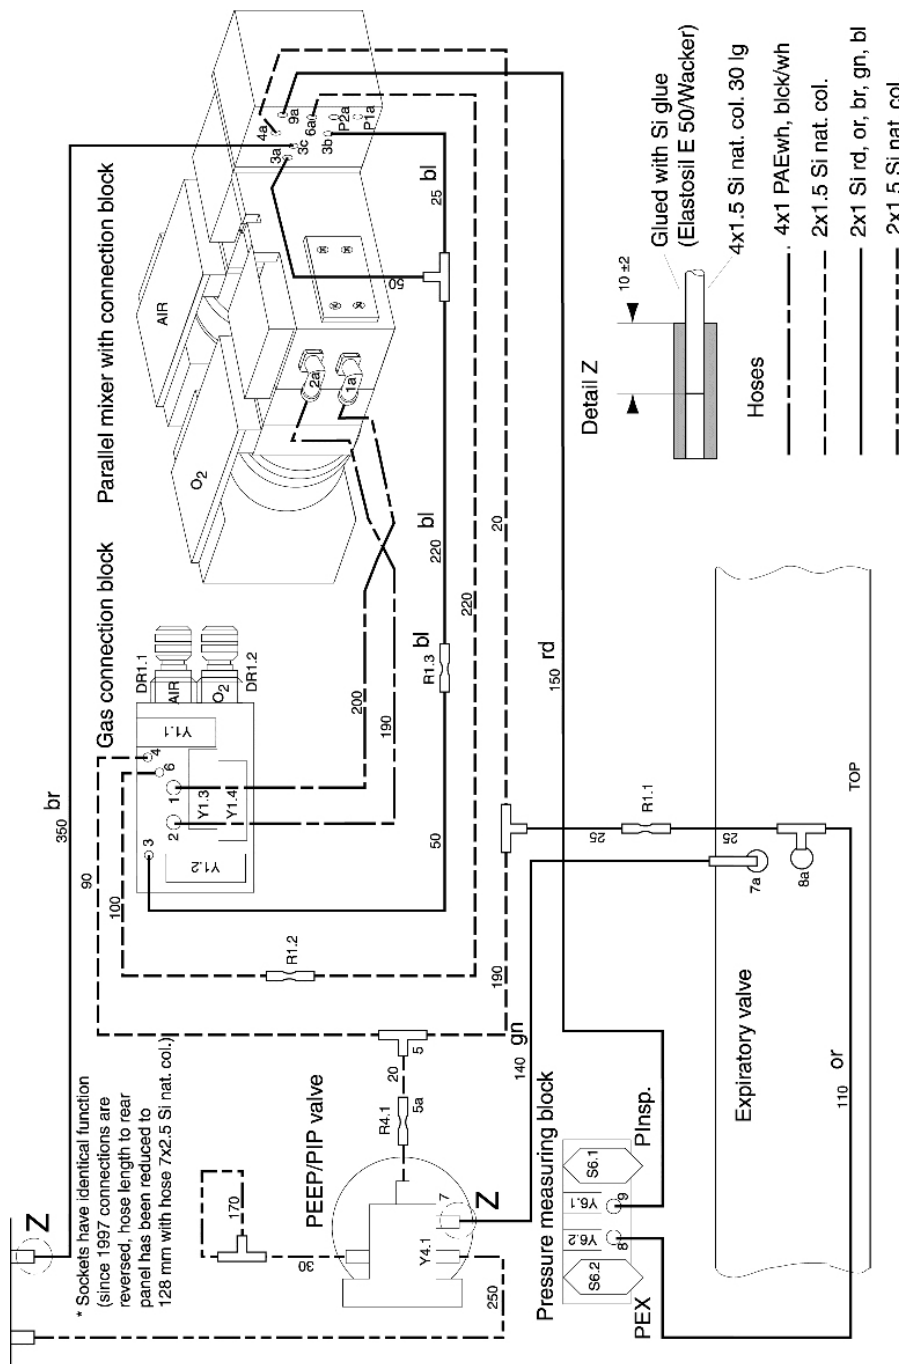 * Sockets have identical function
(since 1997 connections are
reversed, hose length to rear
panel has been reduced to
128 mm with hose 7x2.5 Si nat. col.)
Z
350
br
90
100
Gas connection block
DR1.1
AIR
O2
DR1.2
Y1.1
Y1.2
Y1.3
Y1.4
3
2
1
6
4
Parallel mixer with connection block
AIR
O2
2a
1a
3a
3c
4a
9a
6a
3b
P2a
P1a
50
25
bl
200
190
50
R1.3
bl
220
bl
R1.2
220
20
190
150
rd
PEEP/PIP valve
170
30
250
Y4.1
7
Z
R4.1
5a
20
5
140
gn
25
R1.1
25
Pressure measuring block
PEX
S6.2
Y6.2
Y6.1
S6.1
PInsp.
8
9
Expiratory valve
7a
8a
TOP
110
or
Detail Z
10 ±2
Glued with Si glue
(Elastosil E 50/Wacker)
4x1.5 Si nat. col. 30 lg
Hoses
4x1 PAEwh, blck/wh
2x1.5 Si nat. col.
2x1 Si rd, or, br, gn, bl
2x1.5 Si nat. col.